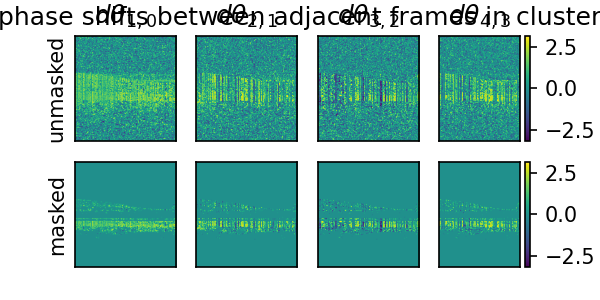 phase shifts between adjacent frames in cluster
dθ1,0 dθ2,1 dθ3,2 dθ4,3
unmasked
2.5
0.0
−2.5
masked
2.5
0.0
−2.5